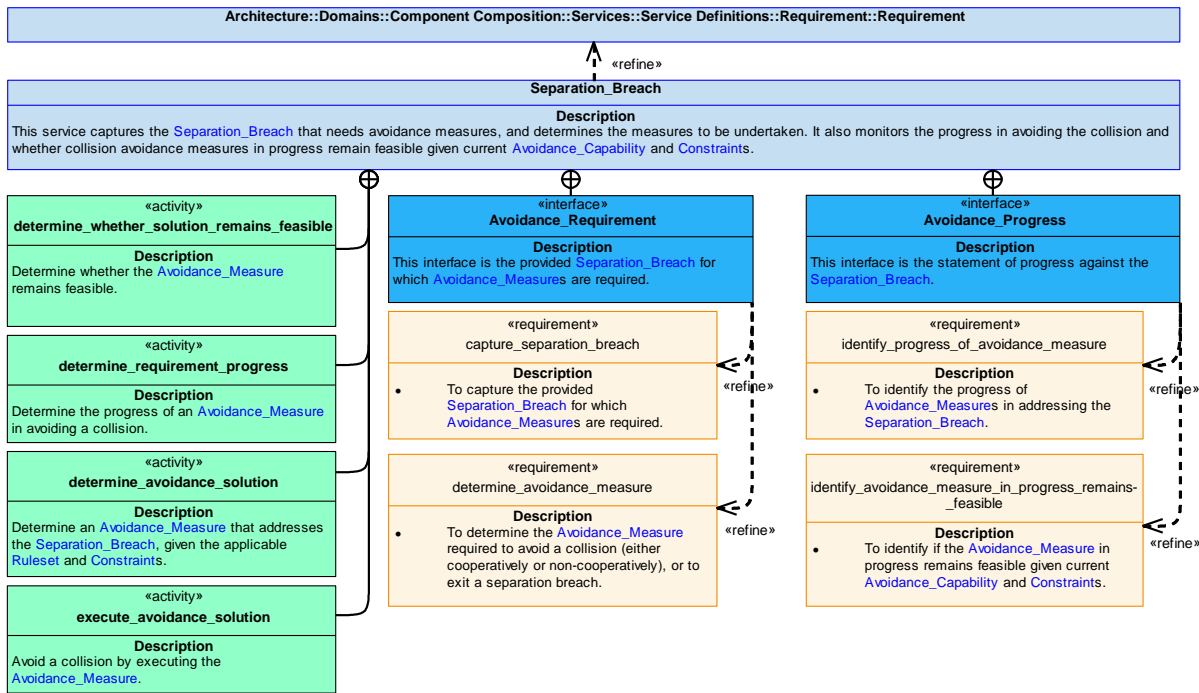 Architecture::Domains::Component Composition::Services::Service Definitions::Requirement::Requirement
«refine»
Separation_Breach
Description
This service captures the Separation_Breach that needs avoidance measures, and determines the measures to be undertaken. It also monitors the progress in avoiding the collision and
whether collision avoidance measures in progress remain feasible given current Avoidance_Capability and Constraints.
«activity»
determine_whether_solution_remains_feasible
Description
Determine whether the Avoidance_Measure
remains feasible.
«activity»
determine_requirement_progress
Description
Determine the progress of an Avoidance_Measure
in avoiding a collision.
«activity»
determine_avoidance_solution
Description
Determine an Avoidance_Measure that addresses
the Separation_Breach, given the applicable
Ruleset and Constraints.
«activity»
execute_avoidance_solution
Description
Avoid a collision by executing the
Avoidance_Measure.
«interface»
Avoidance_Requirement
Description
This interface is the provided Separation_Breach for
which Avoidance_Measures are required.
«requirement»
capture_separation_breach
Description
• To capture the provided
Separation_Breach for which
Avoidance_Measures are required.
«refine»
«requirement»
determine_avoidance_measure
Description
• To determine the Avoidance_Measure
required to avoid a collision (either
cooperatively or non-cooperatively), or to
exit a separation breach.
«refine»
«interface»
Avoidance_Progress
Description
This interface is the statement of progress against the
Separation_Breach.
«requirement»
identify_progress_of_avoidance_measure
Description
• To identify the progress of
Avoidance_Measures in addressing the
Separation_Breach.
«refine»
«requirement»
identify_avoidance_measure_in_progress_remains-
_feasible
Description
• To identify if the Avoidance_Measure in
progress remains feasible given current
Avoidance_Capability and Constraints.
«refine»